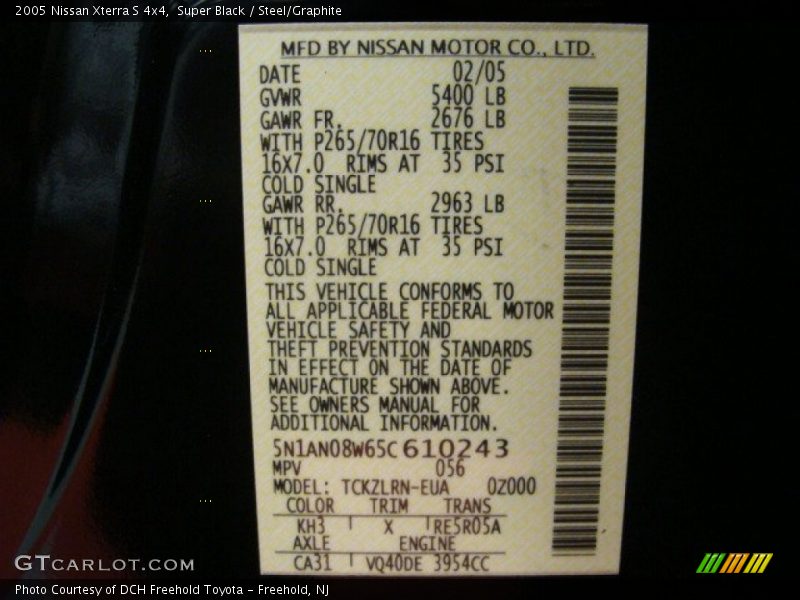 2005 Nissan Xterra S 4x4, Super Black / Steel/Graphite
MFD BY NISSAN MOTOR CO., LTD.
DATE 02/05
GVWR 5400 LB
GAWR FR. 2676 LB
WITH P265/70R16 TIRES
16X7.0 RIMS AT 35 PSI
COLD SINGLE
GAWR RR. 2963 LB
WITH P265/70R16 TIRES
16X7.0 RIMS AT 35 PSI
COLD SINGLE
THIS VEHICLE CONFORMS TO
ALL APPLICABLE FEDERAL MOTOR
VEHICLE SAFETY AND
THEFT PREVENTION STANDARDS
IN EFFECT ON THE DATE OF
MANUFACTURE SHOWN ABOVE.
SEE OWNERS MANUAL FOR
ADDITIONAL INFORMATION.
5N1AN08W65C610243
MPV 056
MODEL: TCKZLRN-EUA 0Z000
COLOR TRIM TRANS
KH3 X RE5R05A
AXLE ENGINE
CA31 VQ40DE 3954CC
GTCARLOT.COM
Photo Courtesy of DCH Freehold Toyota - Freehold, NJ